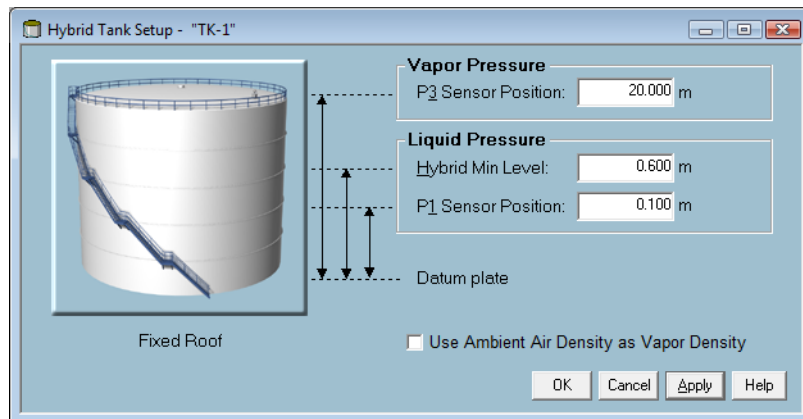 Hybrid Tank Setup - "TK-1"
Vapor Pressure
P3 Sensor Position: 20.000 m
Liquid Pressure
Hybrid Min Level: 0.600 m
P1 Sensor Position: 0.100 m
Datum plate
Fixed Roof
Use Ambient Air Density as Vapor Density
OK Cancel Apply Help